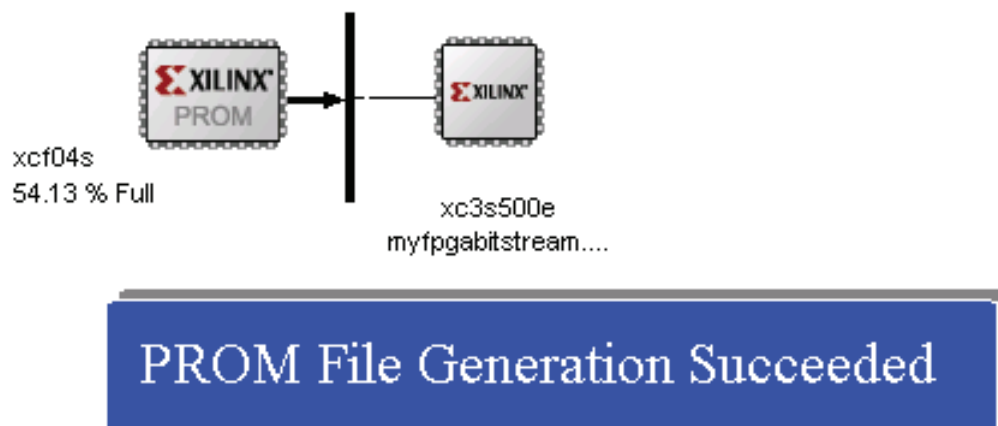 XILINX
PROM
XILINX
xcf04s
54.13 % Full
xc3s500e
myfpgabitstream....
PROM File Generation Succeeded